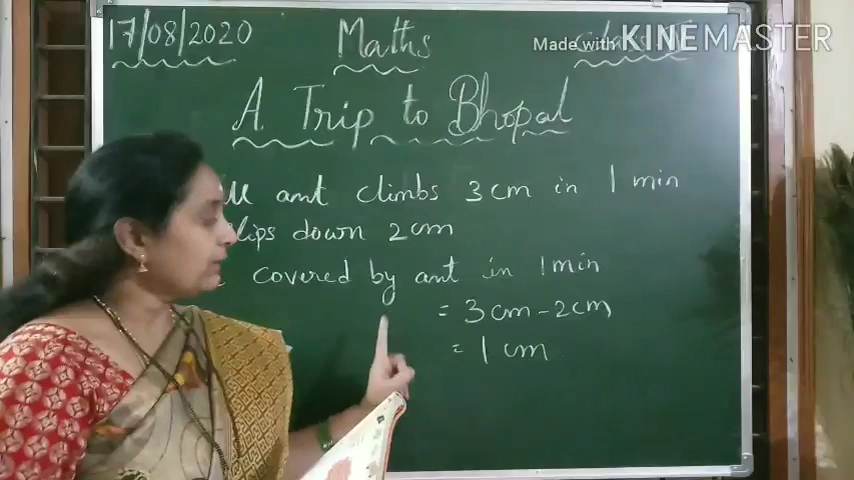 17/08/2020 Maths
Made with KINEMASTER
A Trip to Bhopal
ant climbs 3cm in 1 min
down 2cm
covered by ant in 1min
= 3cm - 2cm
= 1 cm